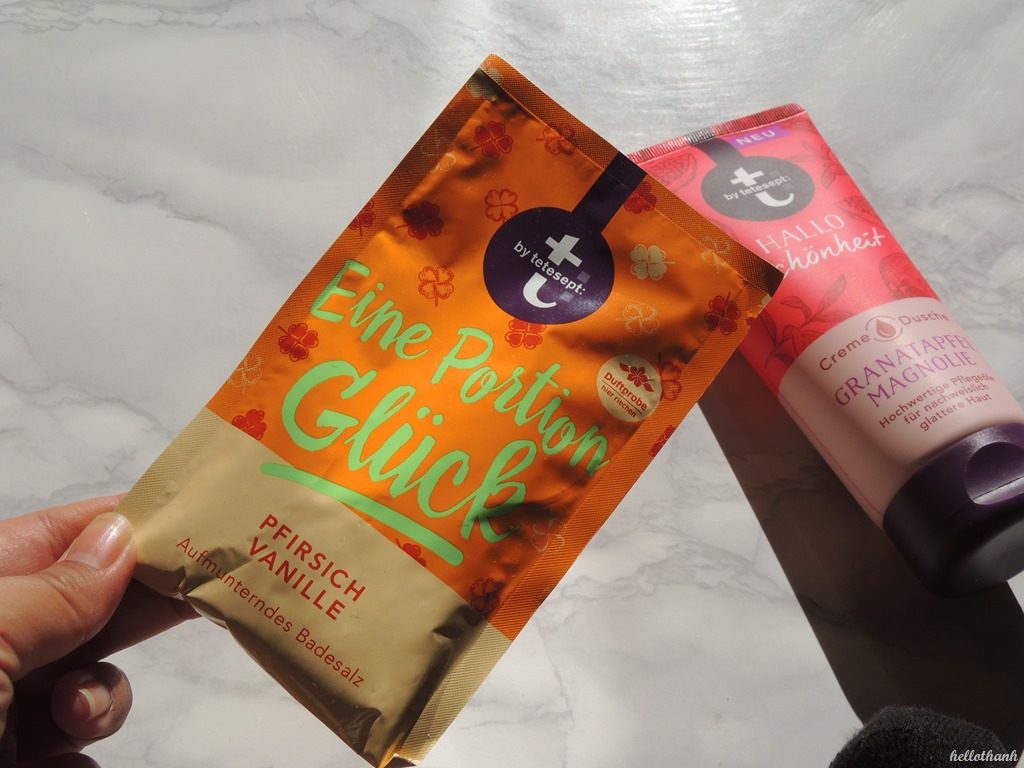 by tetesept:
Eine Portion
Glück
Duftprobe
hier riechen
PFIRSICH
VANILLE
Aufmunterndes Badesalz
NEU
by tetesept:
HALLO
chönheit
Creme Dusche
GRANATAPFEL
MAGNOLIE
Hochwertige Pflegeöle
für nachweislich
glattere Haut
hellothanh